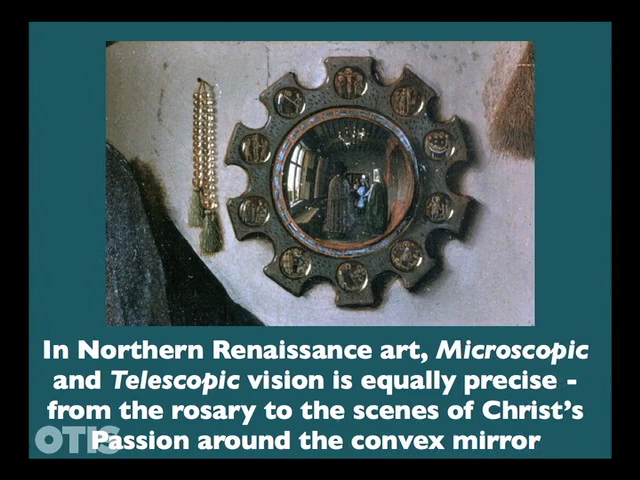 In Northern Renaissance art, Microscopic
and Telescopic vision is equally precise -
from the rosary to the scenes of Christ's
Passion around the convex mirror
OTIS